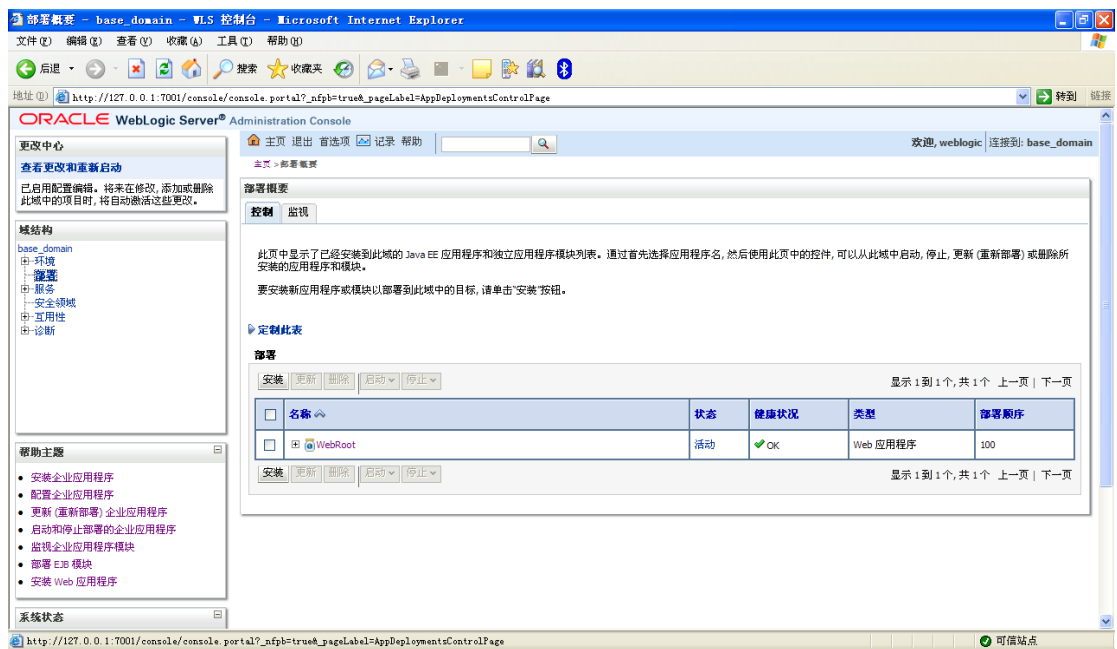 部署概要 - base_domain - WLS 控制台 - Microsoft Internet Explorer
文件(F) 编辑(E) 查看(V) 收藏(A) 工具(T) 帮助(H)
后退 搜索 收藏夹
地址(D) http://127.0.0.1:7001/console/console.portal?_nfpb=true&_pageLabel=AppDeploymentsControlPage 转到 链接
ORACLE WebLogic Server® Administration Console
更改中心
查看更改和重新启动
已启用配置编辑。将来在修改, 添加或删除
此域中的项目时, 将自动激活这些更改。
域结构
base_domain
环境
部署
服务
安全领域
互用性
诊断
帮助主题
安装企业应用程序
配置企业应用程序
更新 (重新部署) 企业应用程序
启动和停止部署的企业应用程序
监视企业应用程序模块
部署 EJB 模块
安装 Web 应用程序
系统状态
主页 退出 首选项 记录 帮助
欢迎, weblogic 连接到: base_domain
主页 >部署概要
部署概要
控制 监视
此页中显示了已经安装到此域的 Java EE 应用程序和独立应用程序模块列表。通过首先选择应用程序名, 然后使用此页中的控件, 可以从此域中启动, 停止, 更新 (重新部署) 或删除所
安装的应用程序和模块。
要安装新应用程序或模块以部署到此域中的目标, 请单击"安装"按钮。
定制此表
部署
安装 更新 删除 启动 停止 显示 1 到 1 个, 共 1 个 上一页 | 下一页
名称 状态 健康状况 类型 部署顺序
WebRoot 活动 OK Web 应用程序 100
安装 更新 删除 启动 停止 显示 1 到 1 个, 共 1 个 上一页 | 下一页
http://127.0.0.1:7001/console/console.portal?_nfpb=true&_pageLabel=AppDeploymentsControlPage 可信站点